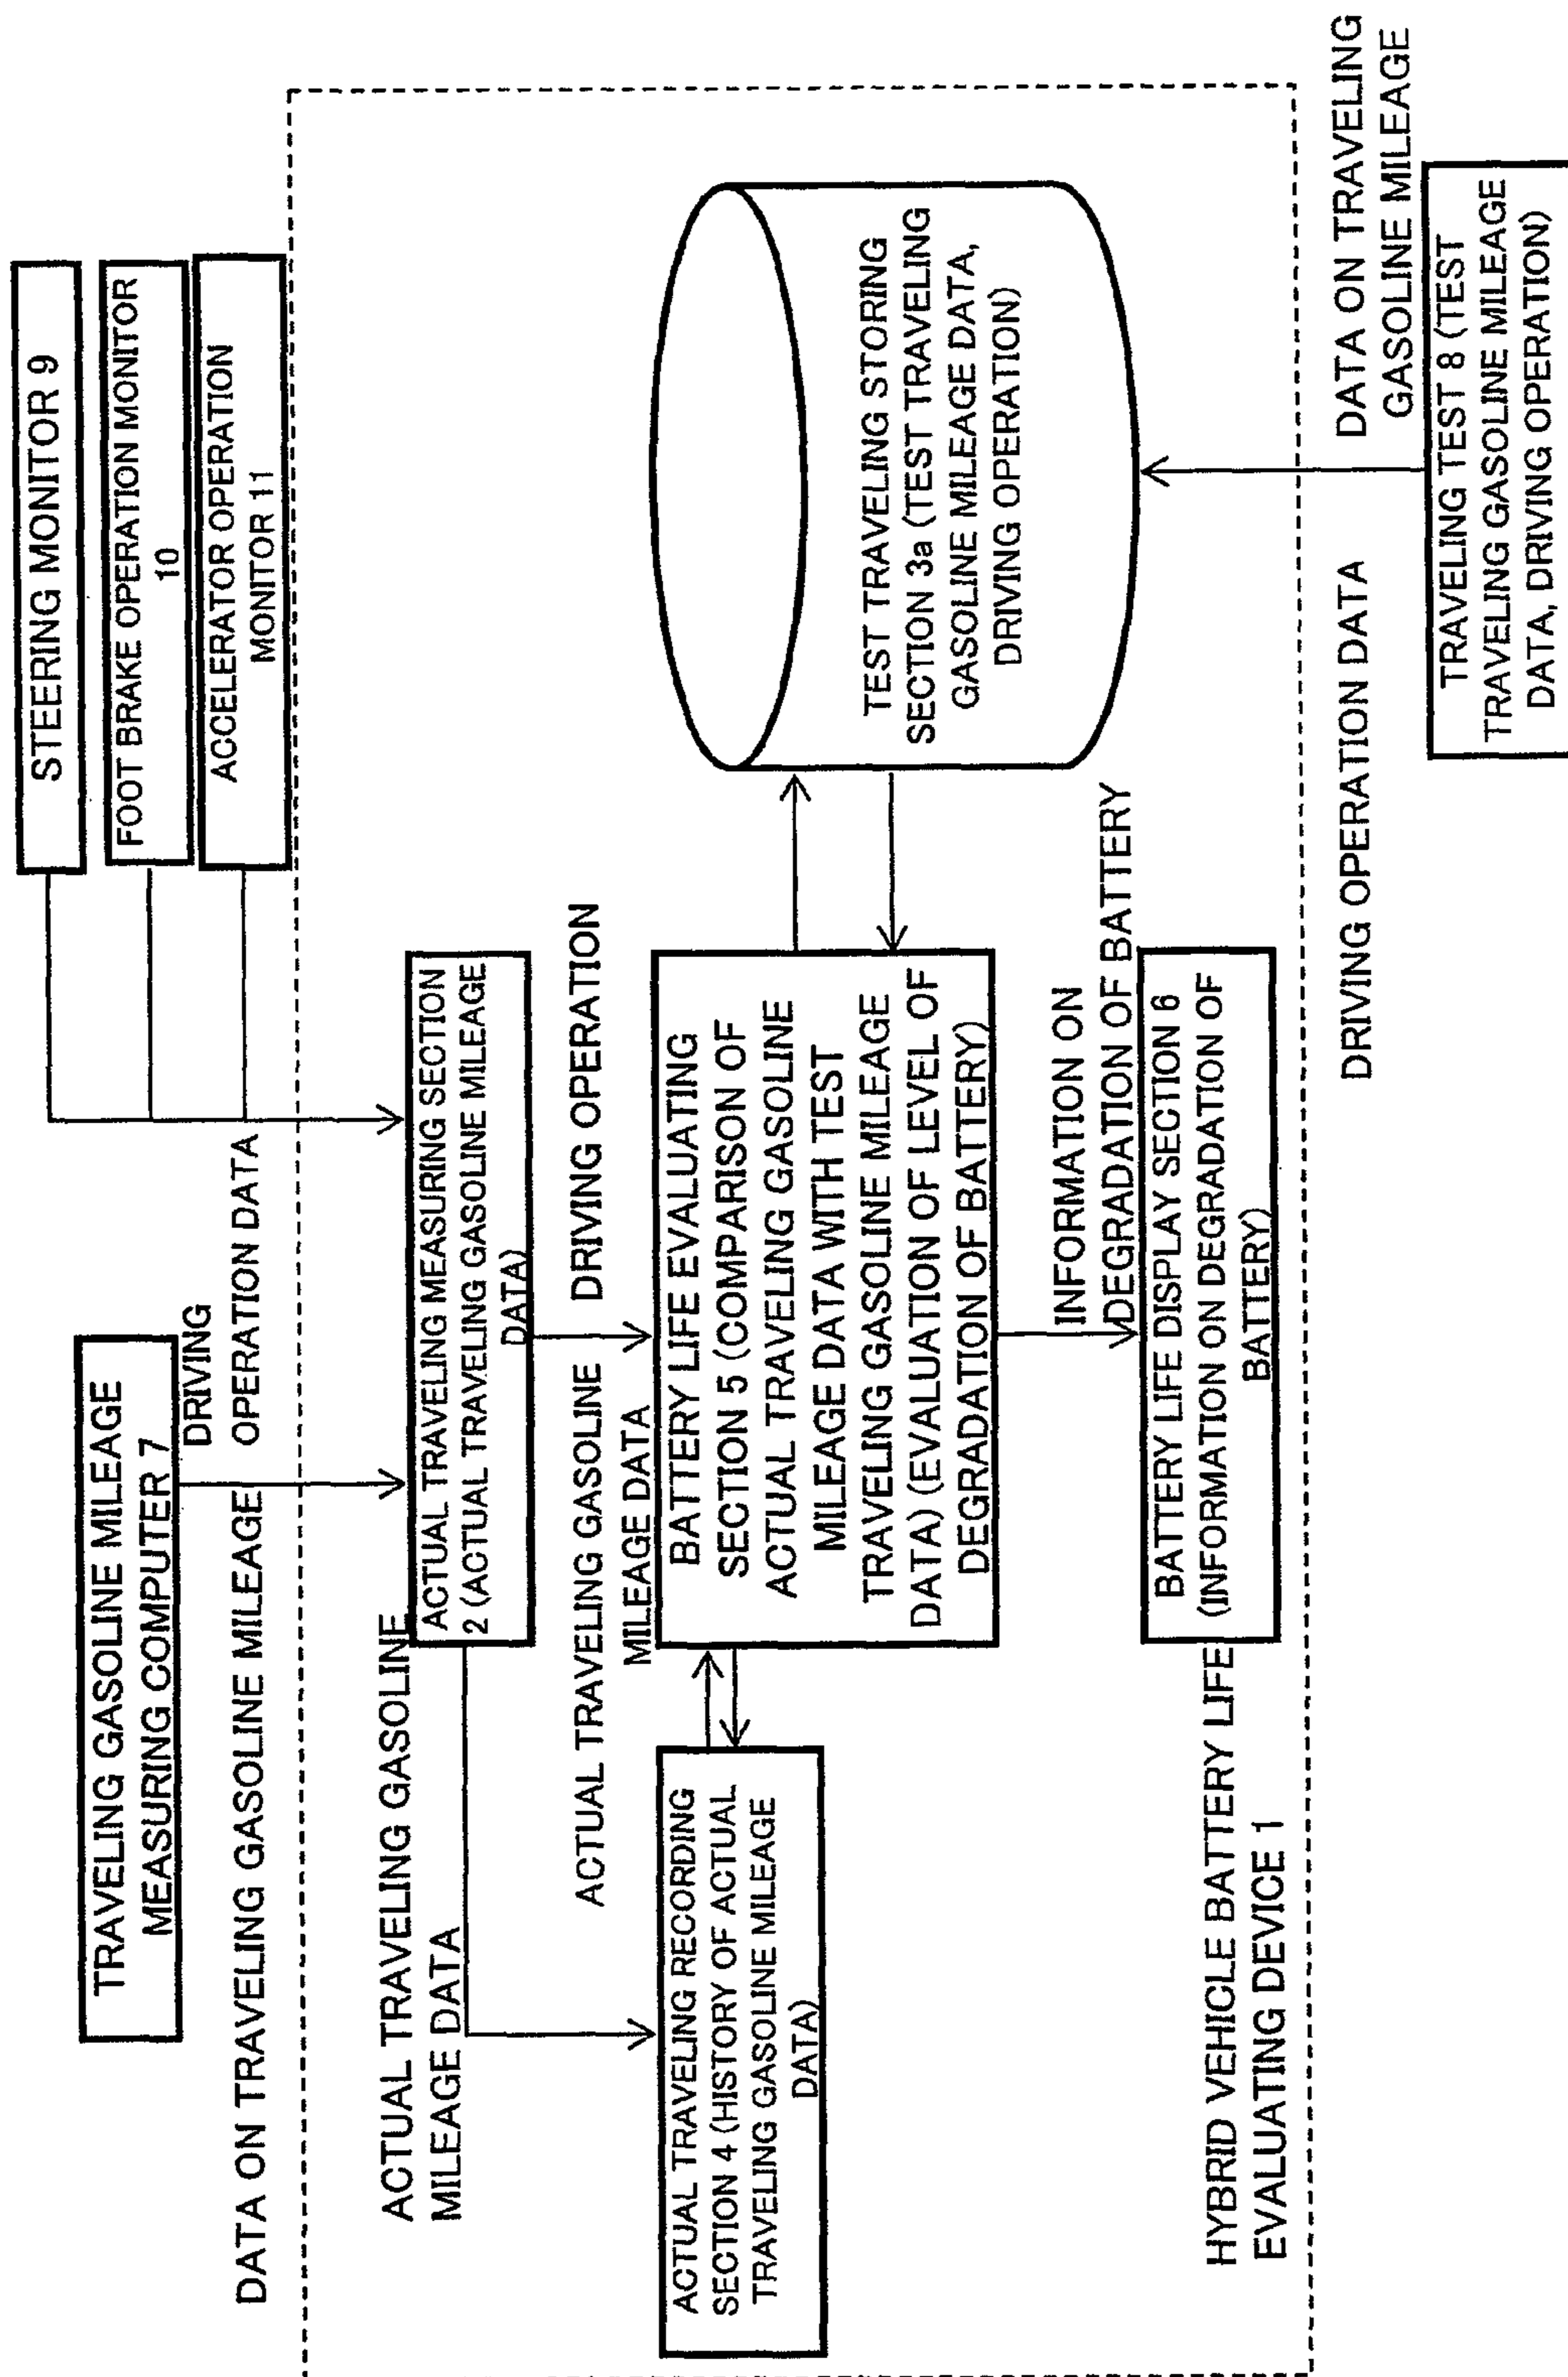 STEERING MONITOR 9
FOOT BRAKE OPERATION MONITOR
10
ACCELERATOR OPERATION
MONITOR 11
TRAVELING GASOLINE MILEAGE
MEASURING COMPUTER 7
DRIVING
OPERATION DATA
DATA ON TRAVELING GASOLINE MILEAGE
ACTUAL TRAVELING MEASURING SECTION
2 (ACTUAL TRAVELING GASOLINE MILEAGE
DATA)
ACTUAL TRAVELING GASOLINE
MILEAGE DATA
DRIVING OPERATION
ACTUAL TRAVELING GASOLINE
MILEAGE DATA
ACTUAL TRAVELING RECORDING
SECTION 4 (HISTORY OF ACTUAL
TRAVELING GASOLINE MILEAGE
DATA)
BATTERY LIFE EVALUATING
SECTION 5 (COMPARISON OF
ACTUAL TRAVELING GASOLINE
MILEAGE DATA WITH TEST
TRAVELING GASOLINE MILEAGE
DATA) (EVALUATION OF LEVEL OF
DEGRADATION OF BATTERY)
TEST TRAVELING STORING
SECTION 3a (TEST TRAVELING
GASOLINE MILEAGE DATA,
DRIVING OPERATION)
INFORMATION ON
DEGRADATION OF BATTERY
BATTERY LIFE DISPLAY SECTION 6
(INFORMATION ON DEGRADATION OF
BATTERY)
HYBRID VEHICLE BATTERY LIFE
EVALUATING DEVICE 1
DRIVING OPERATION DATA
DATA ON TRAVELING
GASOLINE MILEAGE
TRAVELING TEST 8 (TEST
TRAVELING GASOLINE MILEAGE
DATA, DRIVING OPERATION)